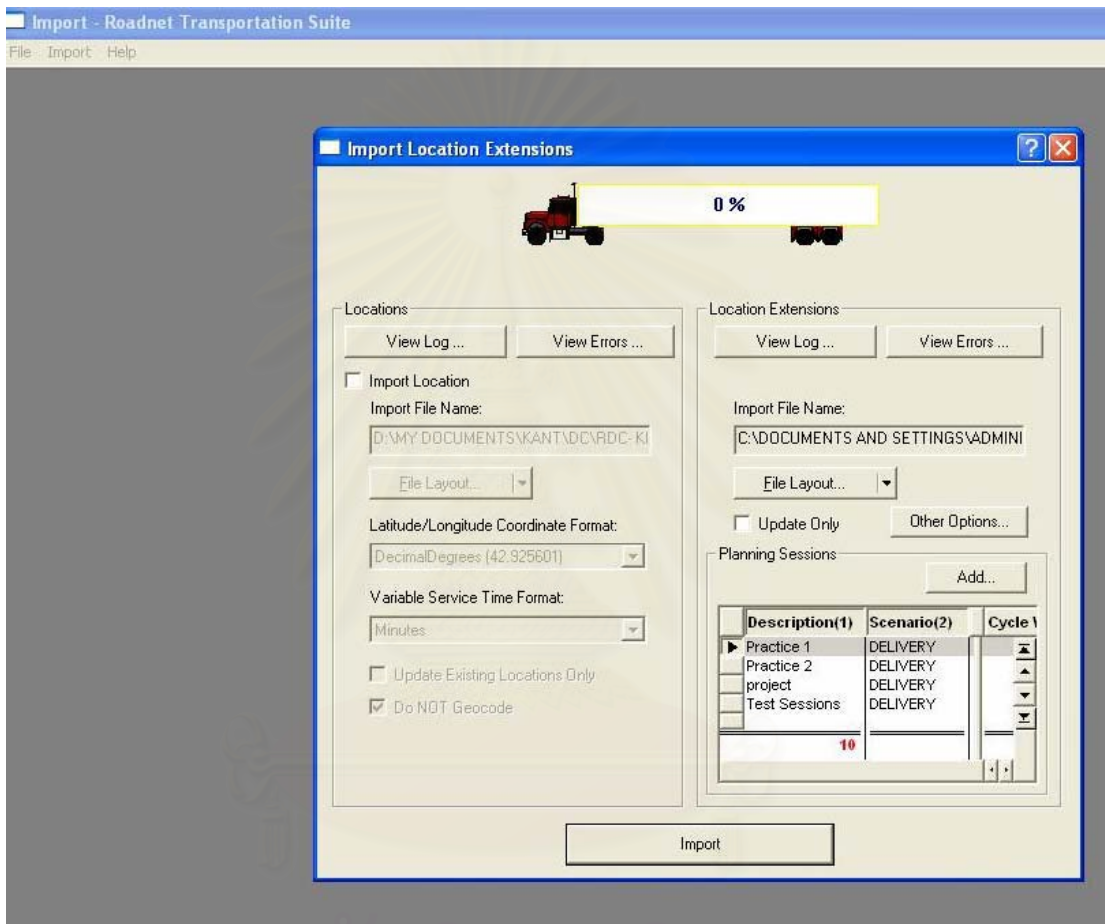 Import - Roadnet Transportation Suite
File Import Help
Import Location Extensions
0 %
Locations
View Log ... View Errors ...
Import Location
Import File Name:
D:\MY DOCUMENTS\KANT\DC\RDC- KI
File Layout...
Latitude/Longitude Coordinate Format:
DecimalDegrees (42.925601)
Variable Service Time Format:
Minutes
Update Existing Locations Only
Do NOT Geocode
Location Extensions
View Log ... View Errors ...
Import File Name:
C:\DOCUMENTS AND SETTINGS\ADMINI
File Layout...
Update Only Other Options...
Planning Sessions
Add...
Description(1) Scenario(2) Cycle
Practice 1 DELIVERY
Practice 2 DELIVERY
project DELIVERY
Test Sessions DELIVERY
10
Import